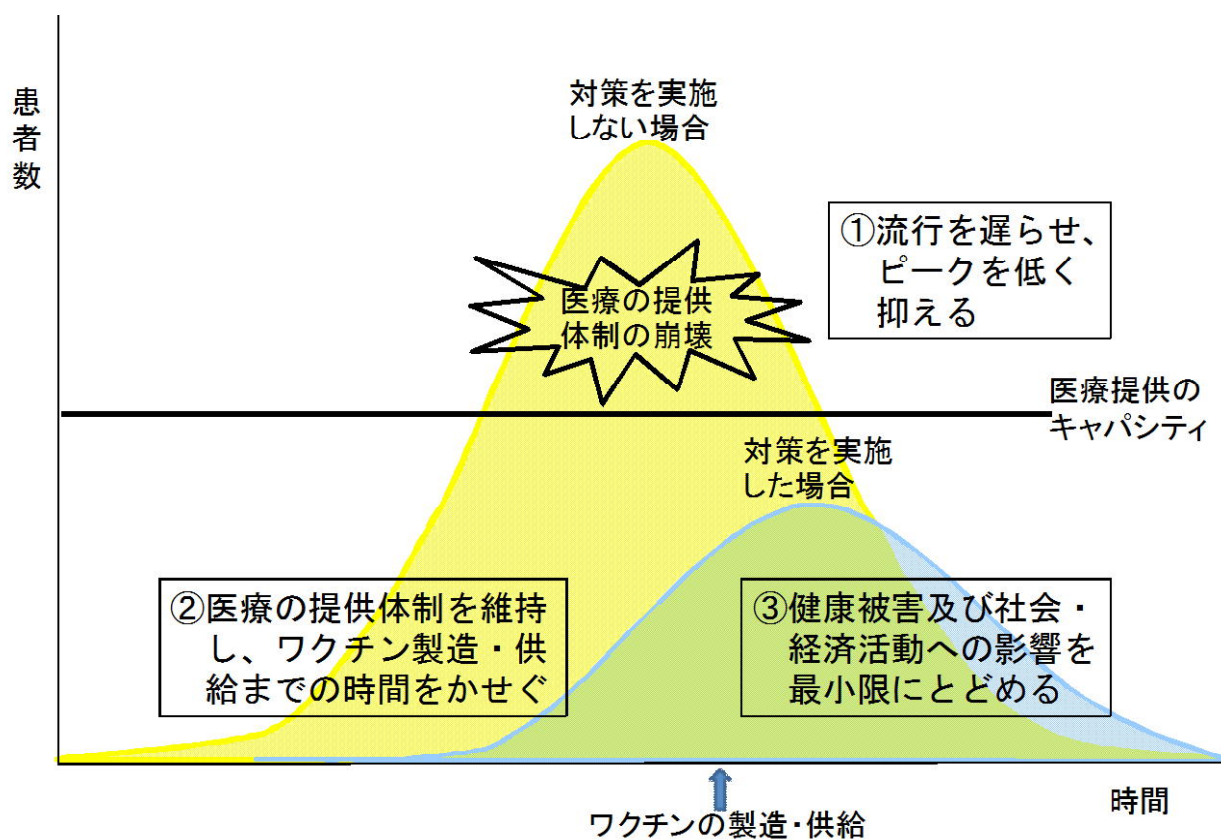 患者数
対策を実施
しない場合
①流行を遅らせ、
ピークを低く
抑える
医療の提供
体制の崩壊
医療提供の
キャパシティ
対策を実施
した場合
②医療の提供体制を維持
し、ワクチン製造・供
給までの時間をかせぐ
③健康被害及び社会・
経済活動への影響を
最小限にとどめる
時間
ワクチンの製造・供給